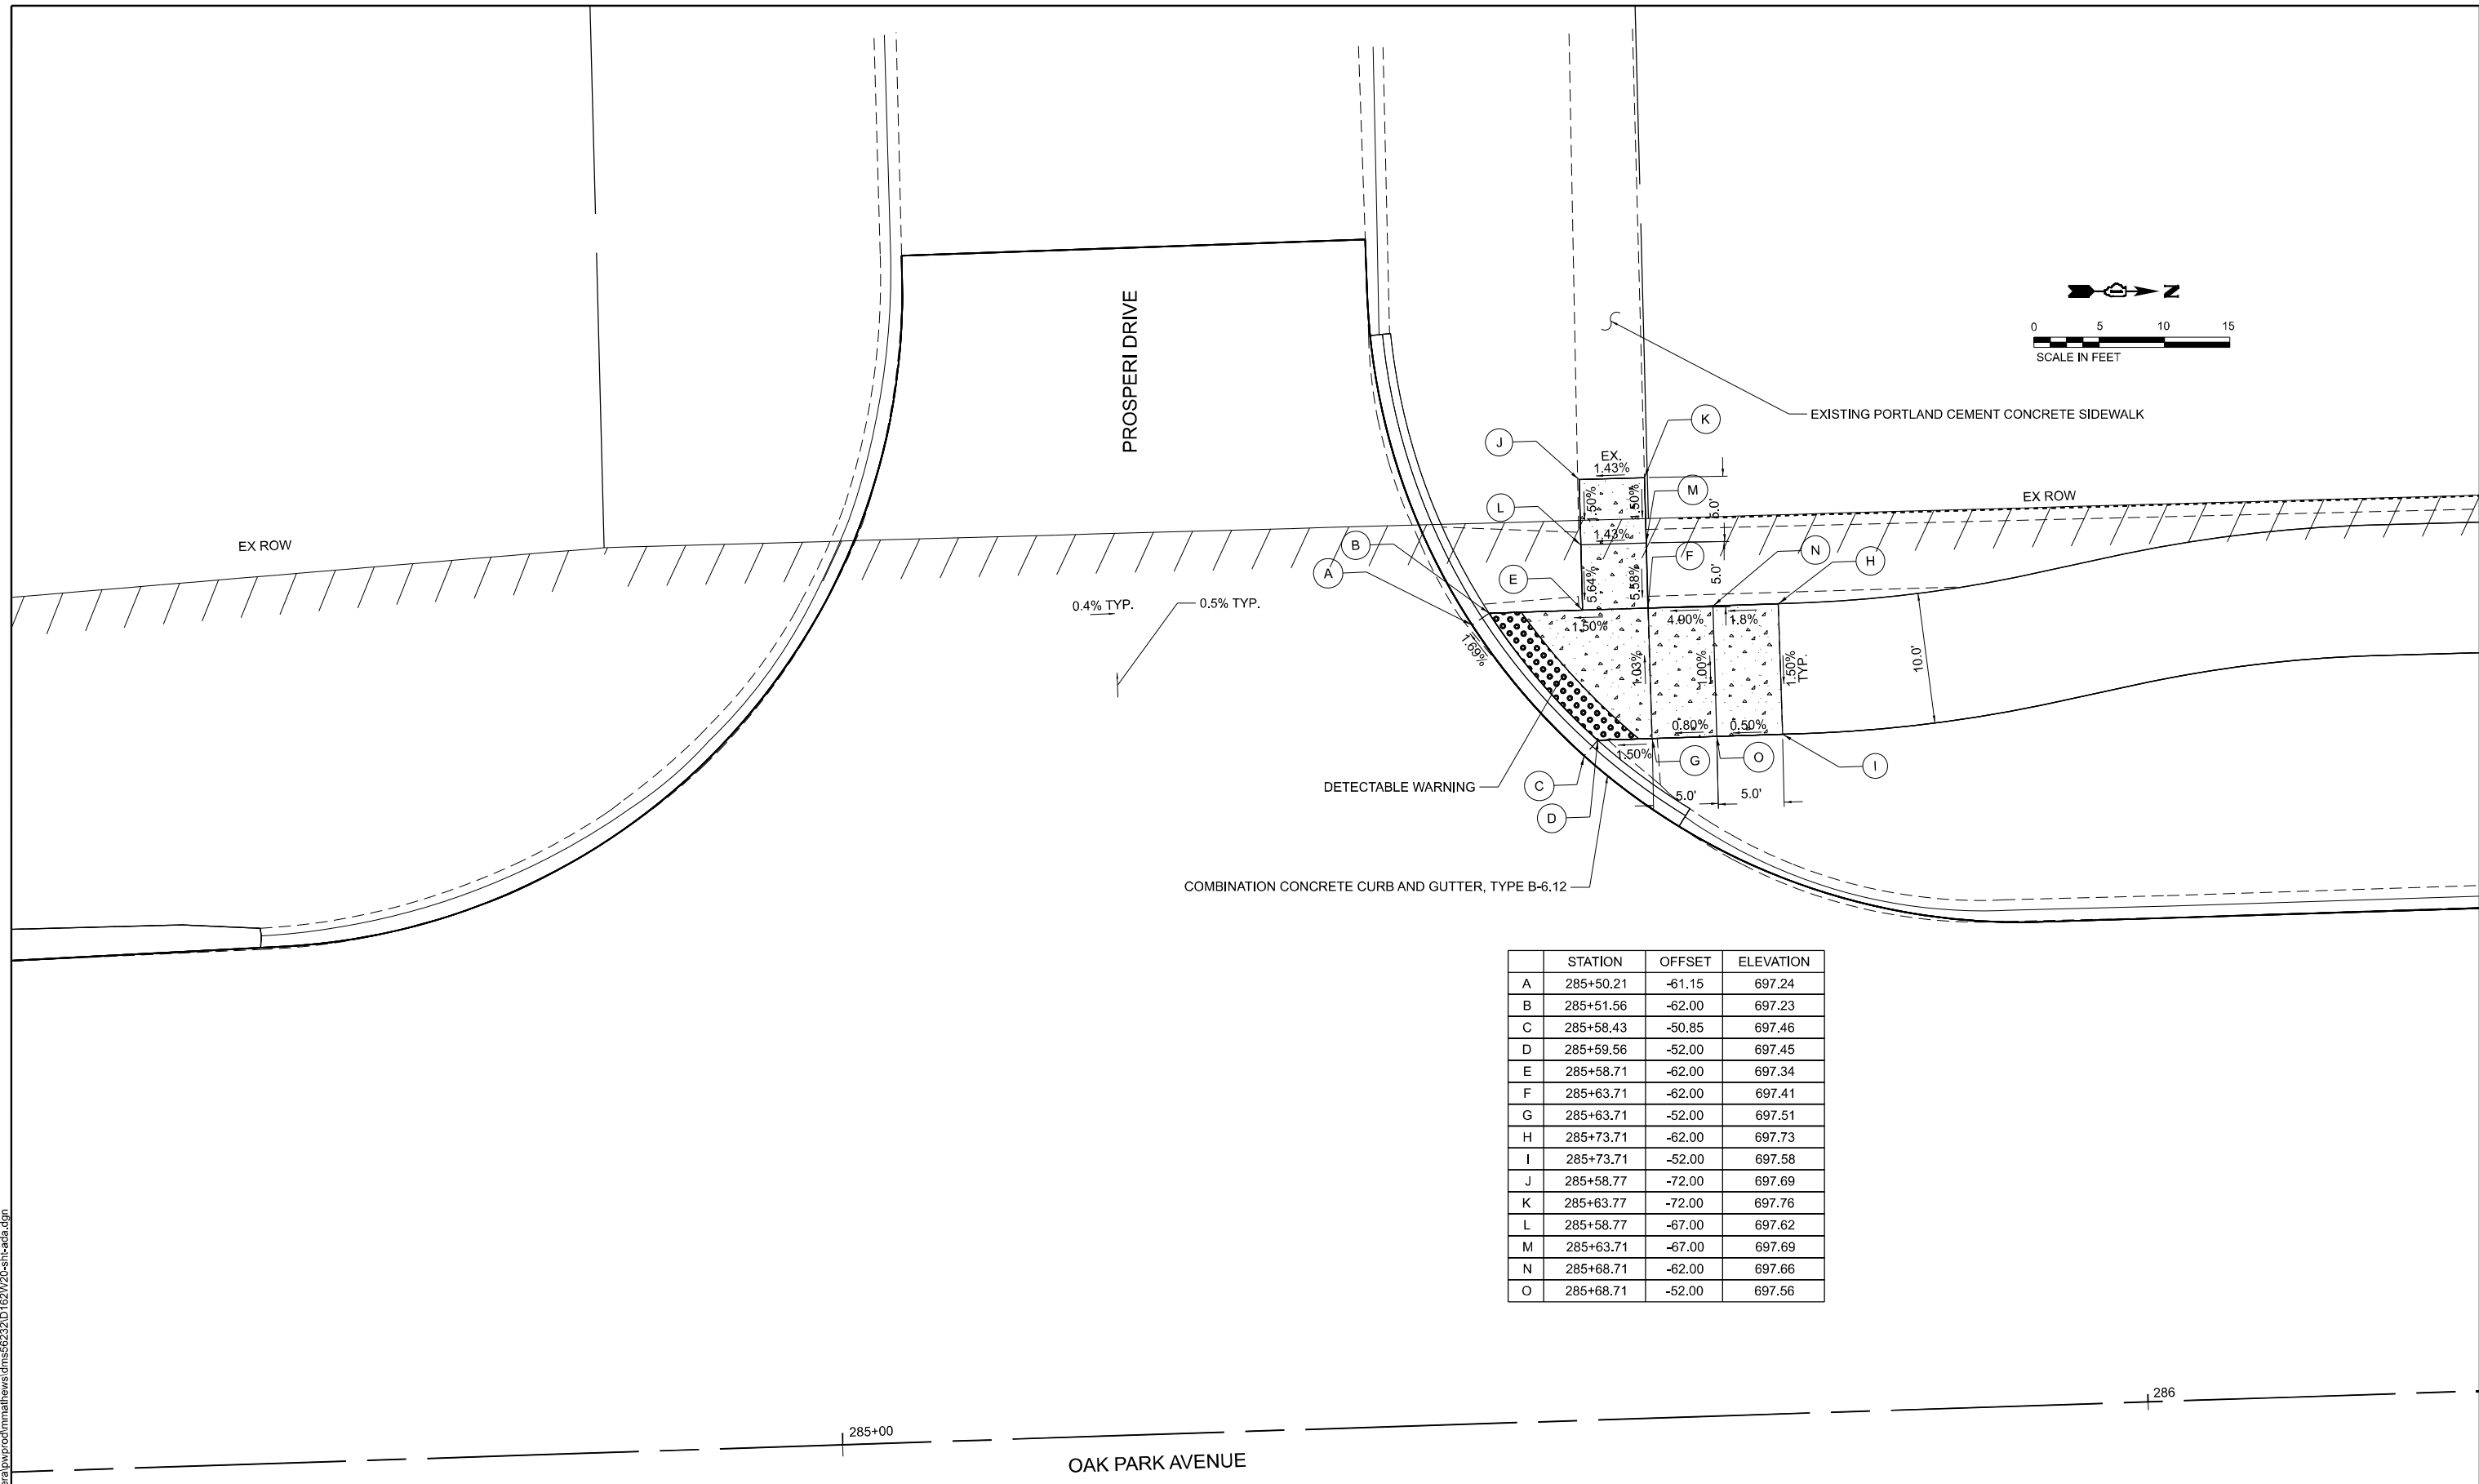 PROSPERI DRIVE
N
0 5 10 15
SCALE IN FEET
EXISTING PORTLAND CEMENT CONCRETE SIDEWALK
K
J
EX.
1.43%
M
1.50%
1.50%
5.0'
L
EX ROW
EX ROW
1.43%
B
N
F
H
A
E
5.64%
5.58%
5.0'
0.4% TYP.
0.5% TYP.
1.50%
4.00%
1.8%
1.69%
1.03%
1.00%
1.50%
TYP.
10.0'
0.80%
0.50%
1.50%
G
O
I
DETECTABLE WARNING
C
5.0'
5.0'
D
COMBINATION CONCRETE CURB AND GUTTER, TYPE B-6.12
STATION OFFSET ELEVATION
A 285+50.21 -61.15 697.24
B 285+51.56 -62.00 697.23
C 285+58.43 -50.85 697.46
D 285+59.56 -52.00 697.45
E 285+58.71 -62.00 697.34
F 285+63.71 -62.00 697.41
G 285+63.71 -52.00 697.51
H 285+73.71 -62.00 697.73
I 285+73.71 -52.00 697.58
J 285+58.77 -72.00 697.69
K 285+63.77 -72.00 697.76
L 285+58.77 -67.00 697.62
M 285+63.71 -67.00 697.69
N 285+68.71 -62.00 697.66
O 285+68.71 -52.00 697.56
286
285+00
OAK PARK AVENUE